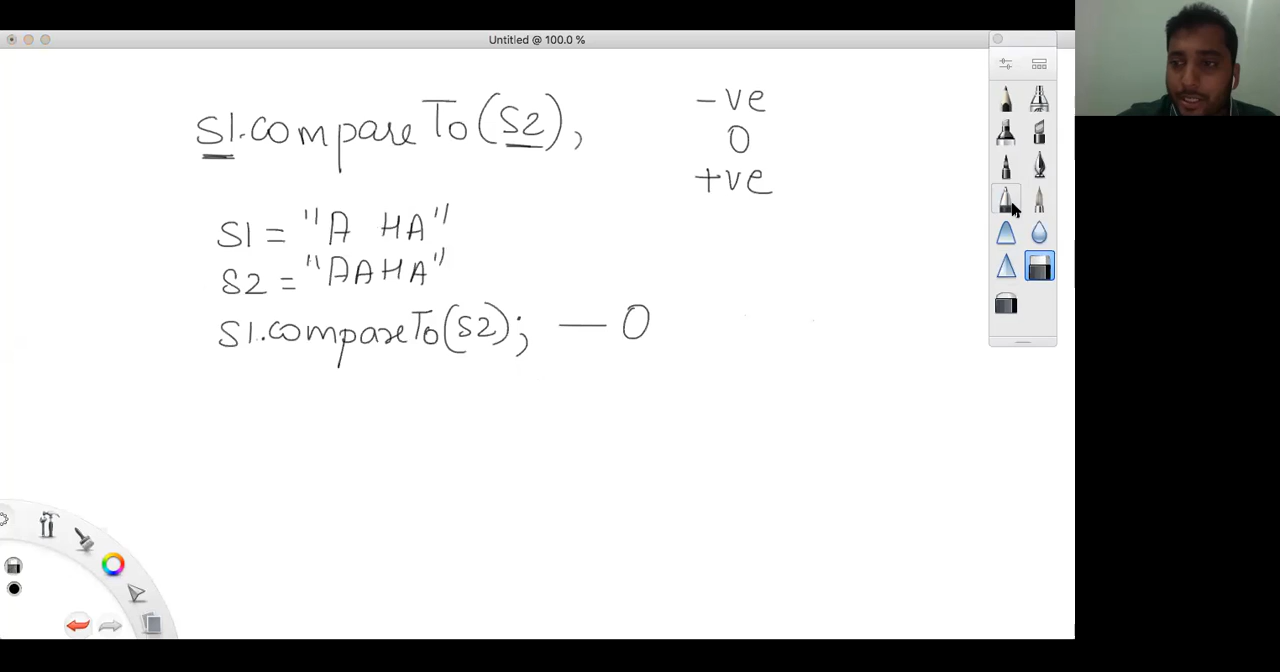 Untitled @ 100.0 %
S1.compareTo(S2),
-ve
0
+ve
S1 = "A HA"
S2 = "AAHA"
S1.compareTo(S2); — 0